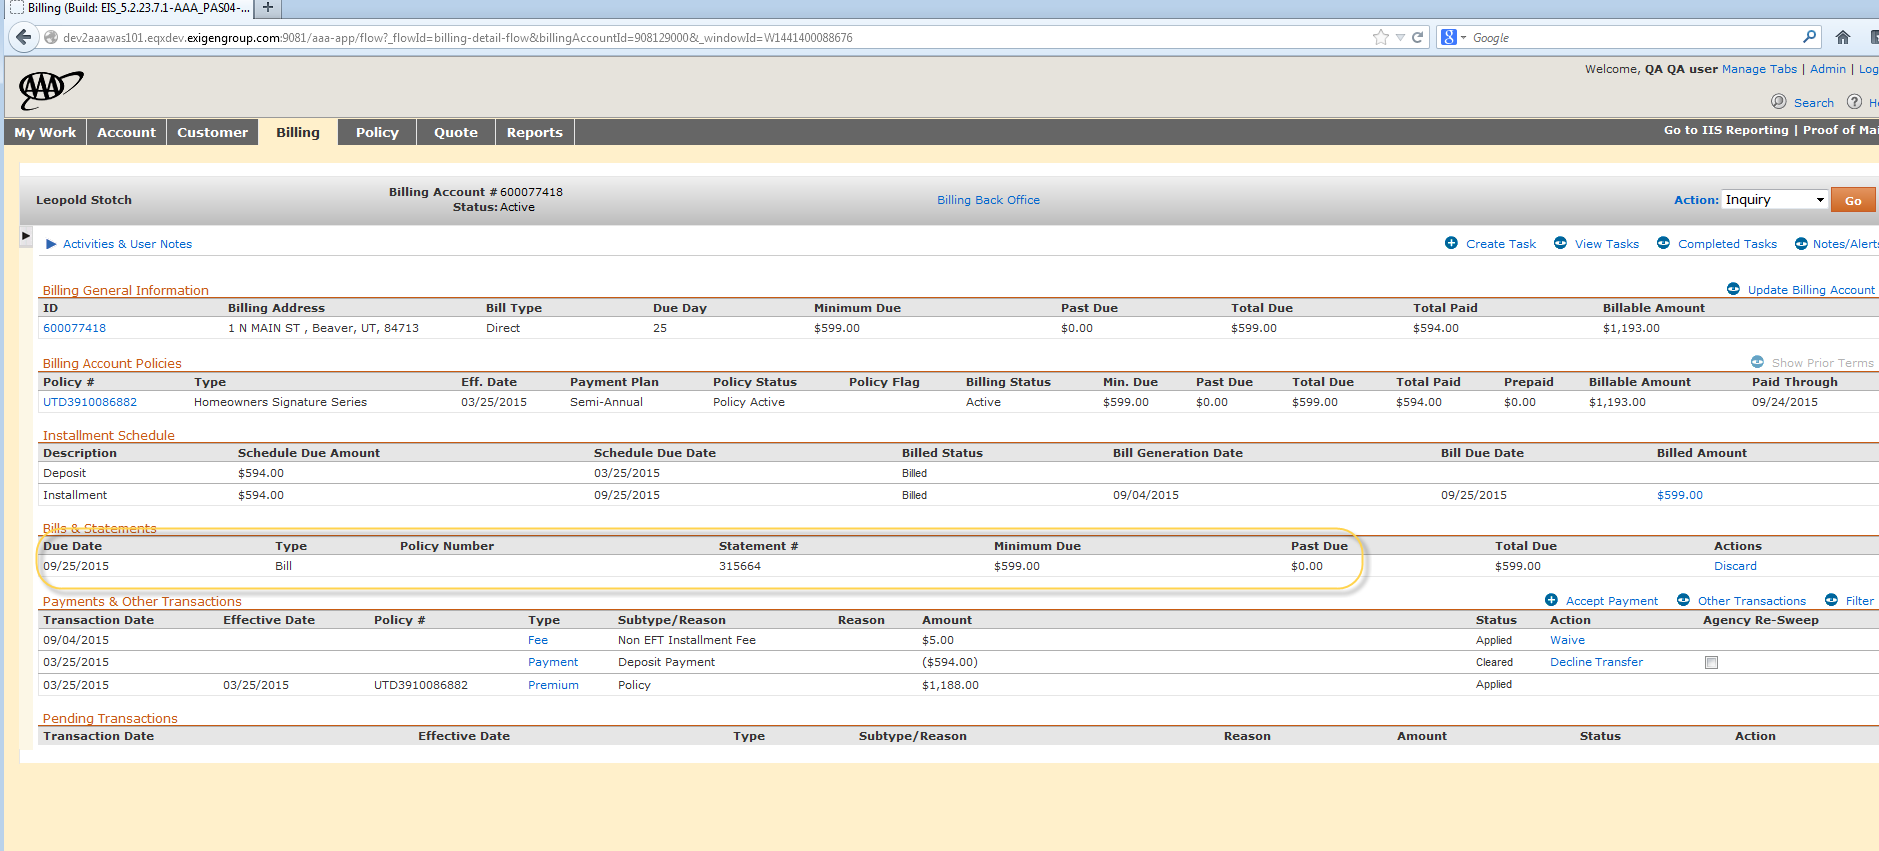 Billing (Build: EIS_5.2.23.7.1-AAA_PAS04-...
dev2aaawas101.eqxdev.exigengroup.com:9081/aaa-app/flow?_flowId=billing-detail-flow&billingAccountId=908129000&_windowId=W1441400088676
Google
AAA
Welcome, QA QA user Manage Tabs | Admin | Log
Search
My Work Account Customer Billing Policy Quote Reports Go to IIS Reporting | Proof of Mai
Leopold Stotch Billing Account # 600077418 Billing Back Office Action: Inquiry Go
Status: Active
Activities & User Notes Create Task View Tasks Completed Tasks Notes/Alerts
Billing General Information Update Billing Account
ID Billing Address Bill Type Due Day Minimum Due Past Due Total Due Total Paid Billable Amount
600077418 1 N MAIN ST , Beaver, UT, 84713 Direct 25 $599.00 $0.00 $599.00 $594.00 $1,193.00
Billing Account Policies Show Prior Terms
Policy # Type Eff. Date Payment Plan Policy Status Policy Flag Billing Status Min. Due Past Due Total Due Total Paid Prepaid Billable Amount Paid Through
UTD3910086882 Homeowners Signature Series 03/25/2015 Semi-Annual Policy Active Active $599.00 $0.00 $599.00 $594.00 $0.00 $1,193.00 09/24/2015
Installment Schedule
Description Schedule Due Amount Schedule Due Date Billed Status Bill Generation Date Bill Due Date Billed Amount
Deposit $594.00 03/25/2015 Billed
Installment $594.00 09/25/2015 Billed 09/04/2015 09/25/2015 $599.00
Bills & Statements
Due Date Type Policy Number Statement # Minimum Due Past Due Total Due Actions
09/25/2015 Bill 315664 $599.00 $0.00 $599.00 Discard
Payments & Other Transactions Accept Payment Other Transactions Filter
Transaction Date Effective Date Policy # Type Subtype/Reason Reason Amount Status Action Agency Re-Sweep
09/04/2015 Fee Non EFT Installment Fee $5.00 Applied Waive
03/25/2015 Payment Deposit Payment ($594.00) Cleared Decline Transfer
03/25/2015 03/25/2015 UTD3910086882 Premium Policy $1,188.00 Applied
Pending Transactions
Transaction Date Effective Date Type Subtype/Reason Reason Amount Status Action